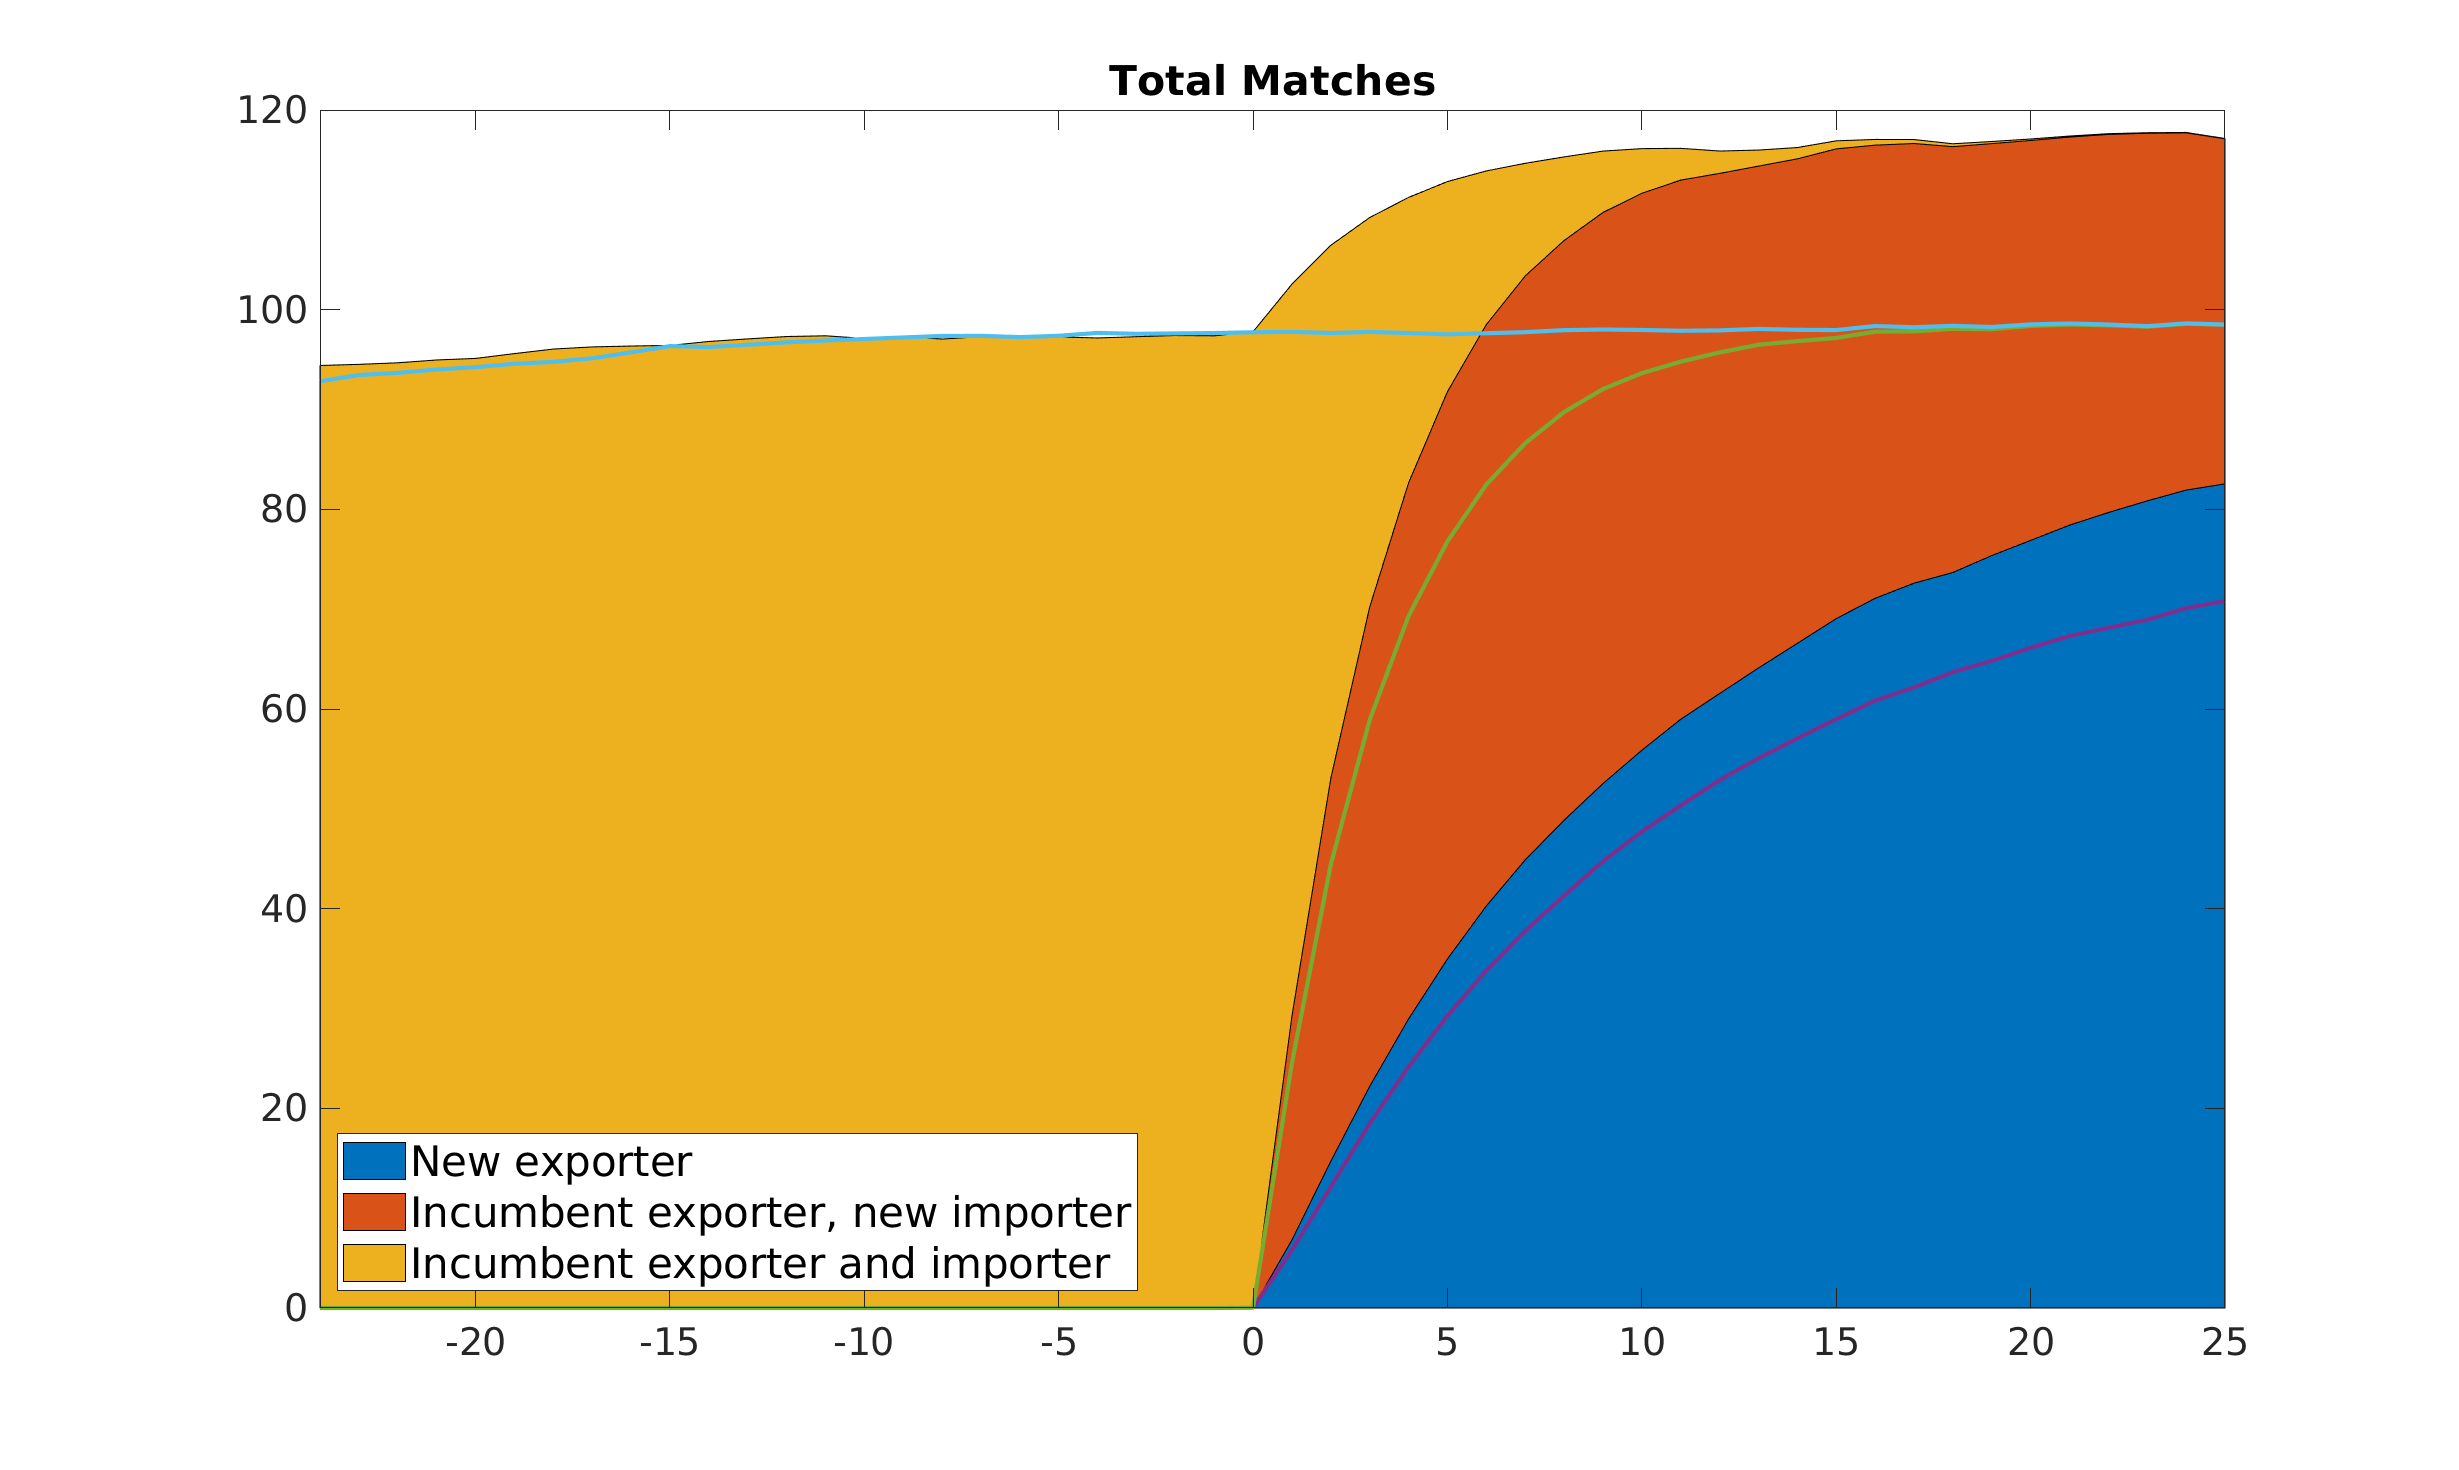 Total Matches
120
100
80
60
40
20
0
New exporter
Incumbent exporter, new importer
Incumbent exporter and importer
-20 -15 -10 -5 0 5 10 15 20 25